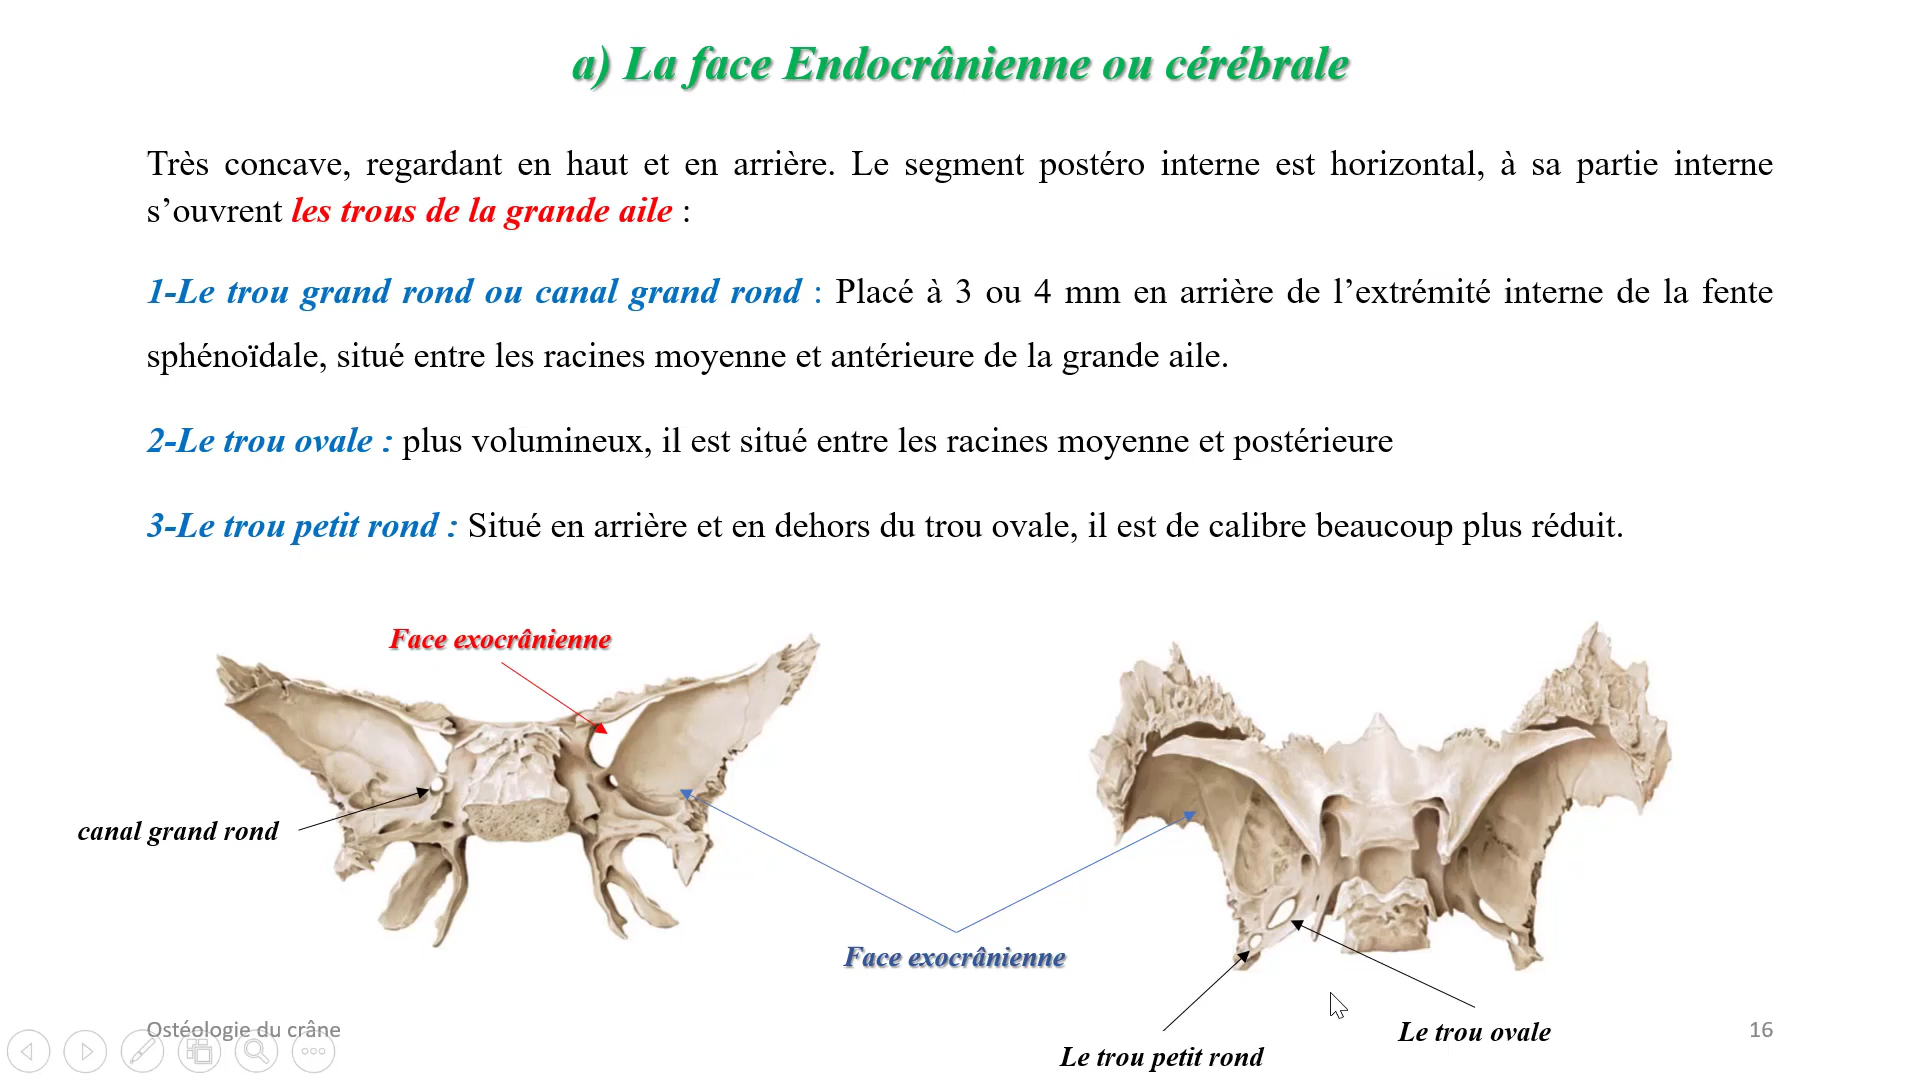 a) La face Endocrânienne ou cérébrale
Très concave, regardant en haut et en arrière. Le segment postéro interne est horizontal, à sa partie interne
s’ouvrent les trous de la grande aile :
1-Le trou grand rond ou canal grand rond : Placé à 3 ou 4 mm en arrière de l’extrémité interne de la fente
sphénoïdale, situé entre les racines moyenne et antérieure de la grande aile.
2-Le trou ovale : plus volumineux, il est situé entre les racines moyenne et postérieure
3-Le trou petit rond : Situé en arrière et en dehors du trou ovale, il est de calibre beaucoup plus réduit.
Face exocrânienne
canal grand rond
Face exocrânienne
Le trou ovale
Le trou petit rond
Ostéologie du crâne
16